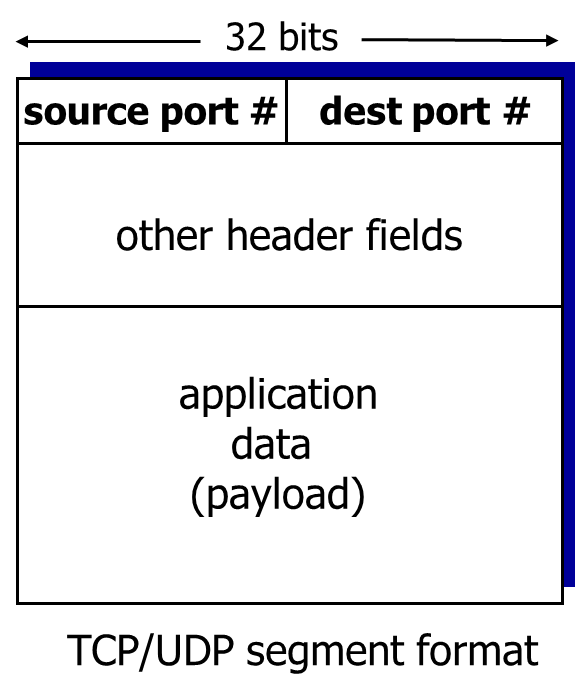 32 bits
source port # dest port #
other header fields
application
data
(payload)
TCP/UDP segment format